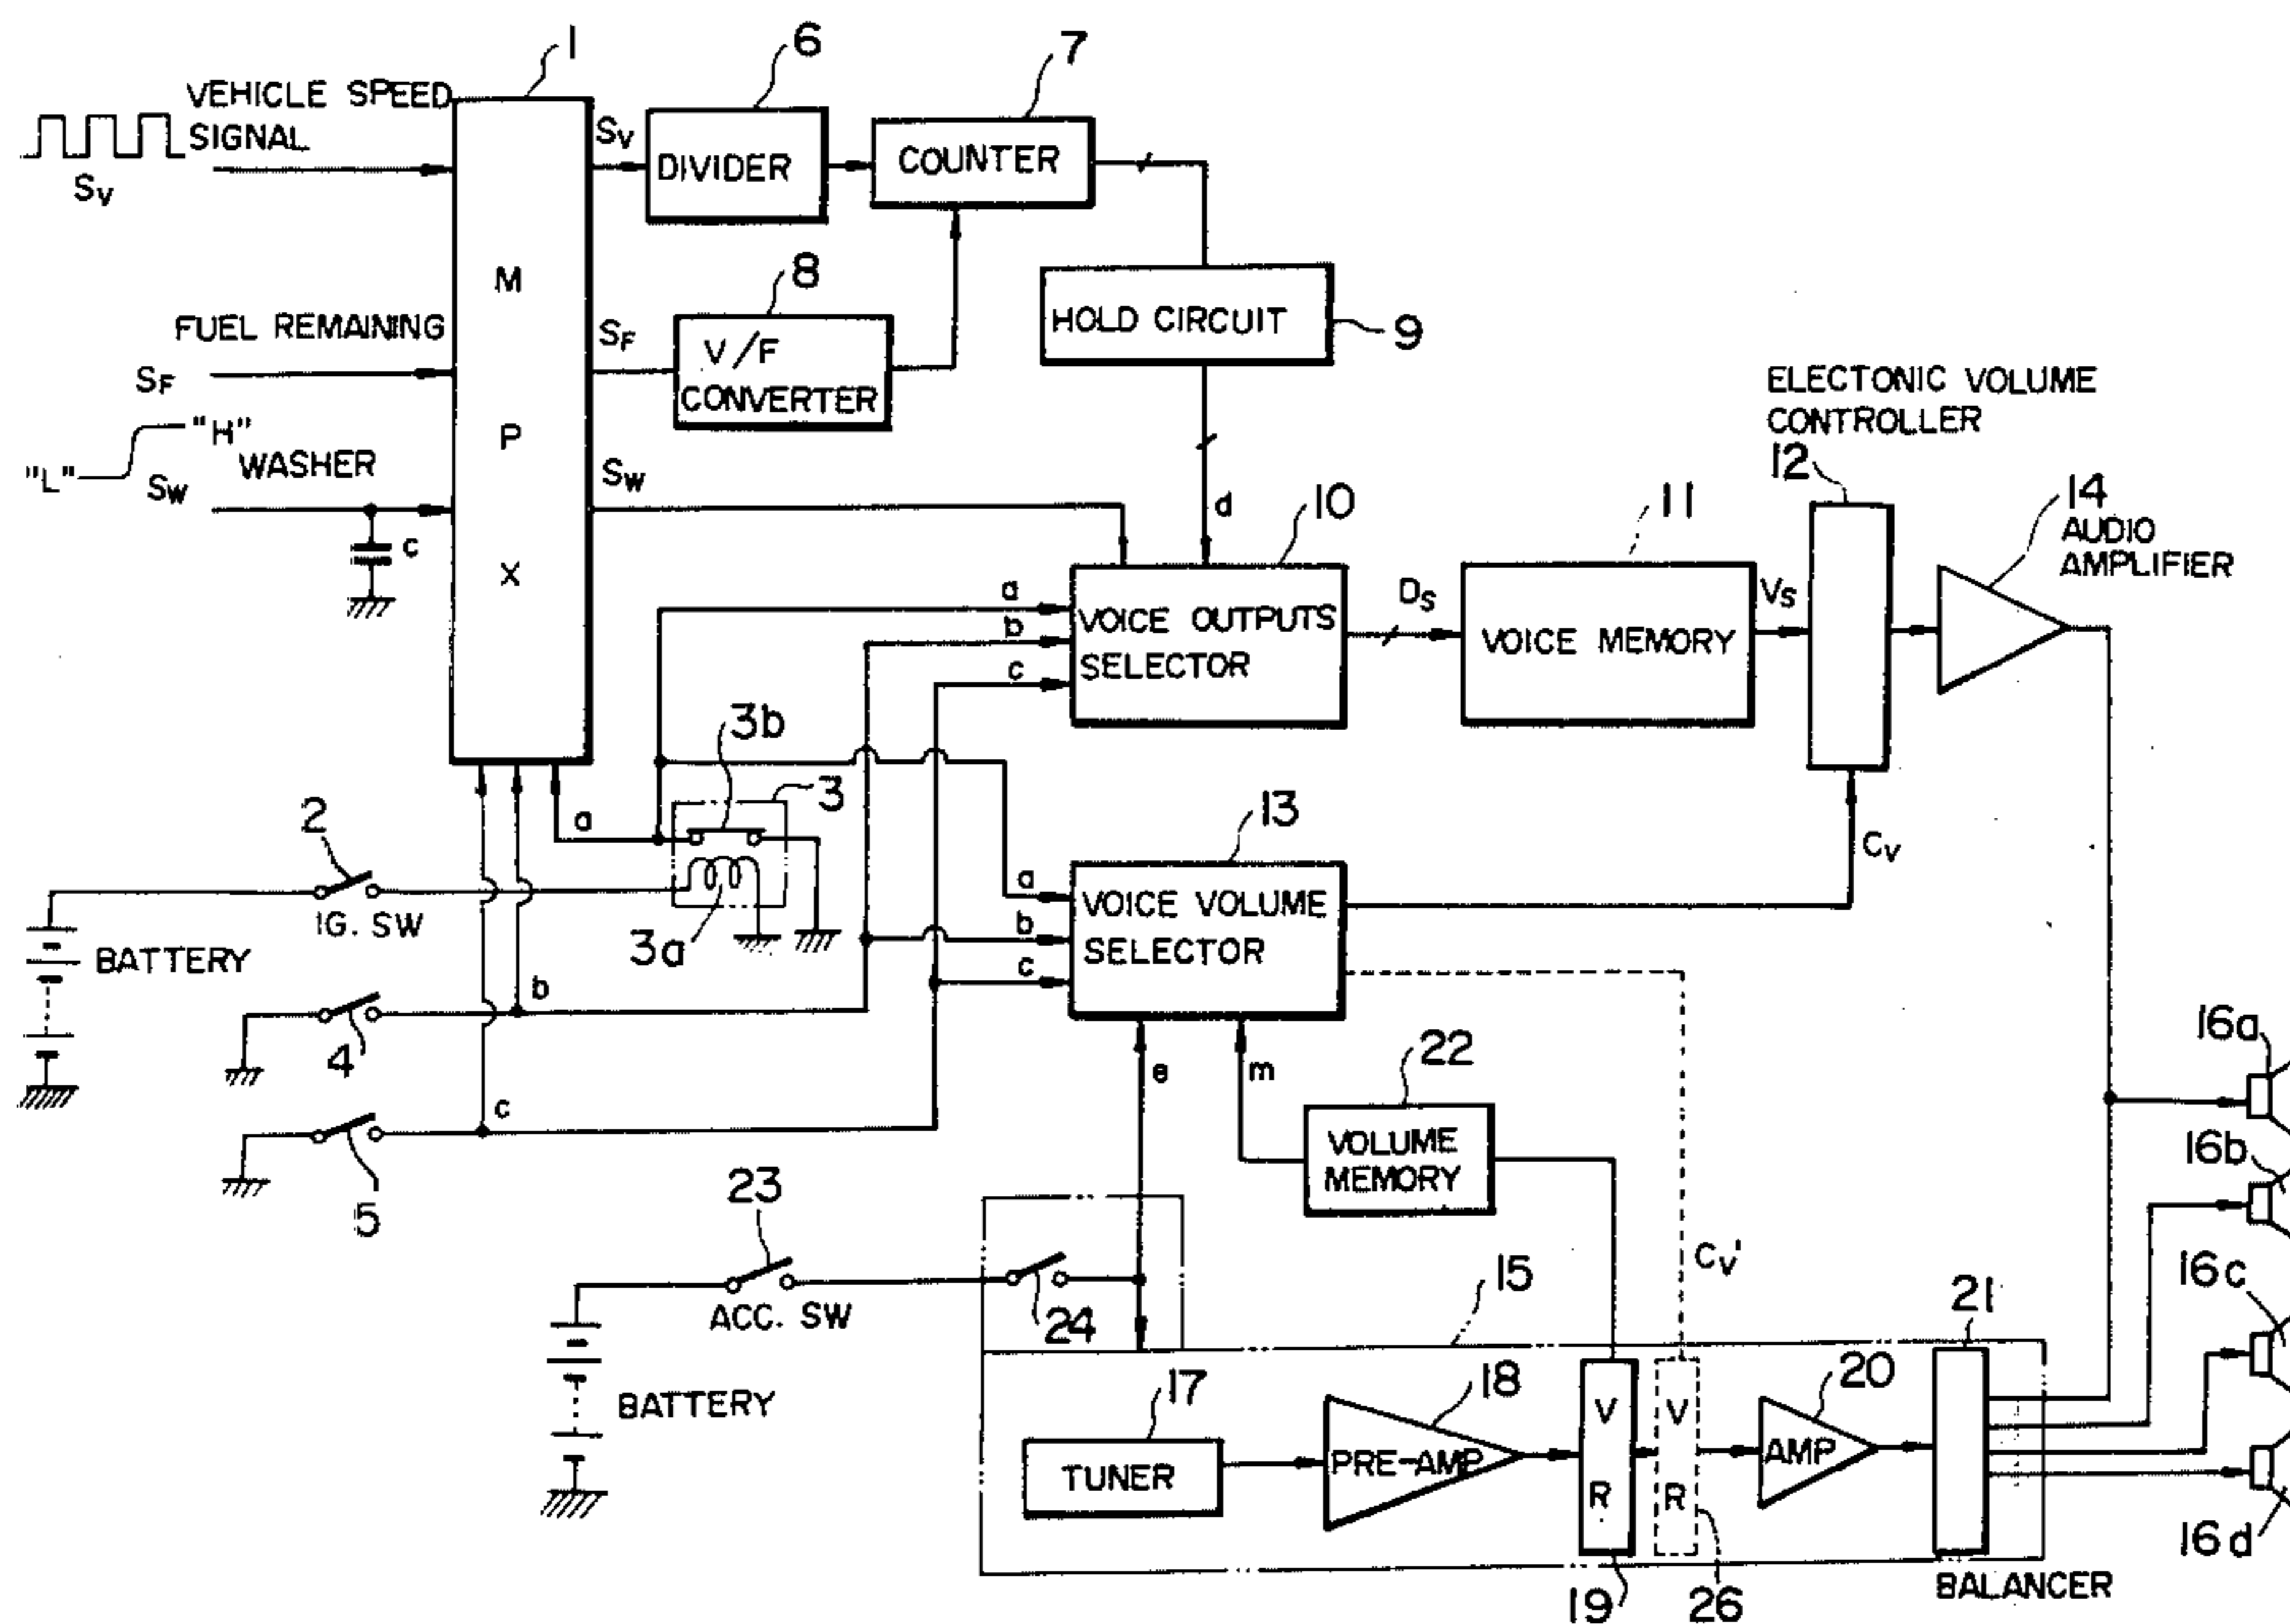 1
6
7
VEHICLE SPEED
SIGNAL
SV
SV
DIVIDER
COUNTER
M
P
X
8
FUEL REMAINING
SF
SF
V/F
CONVERTER
HOLD CIRCUIT
9
"H"
"L"
WASHER
SW
SW
c
d
ELECTONIC VOLUME
CONTROLLER
12
10
11
14
AUDIO
AMPLIFIER
a
b
c
VOICE OUTPUTS
SELECTOR
DS
VOICE MEMORY
VS
3b
3
2
a
IG. SW
3a
BATTERY
13
a
b
c
VOICE VOLUME
SELECTOR
CV
4
b
e
m
22
VOLUME
MEMORY
5
c
16a
16b
16c
16d
23
ACC. SW
24
15
CV'
21
BATTERY
17
TUNER
18
PRE-AMP
V
R
V
R
20
AMP
19
26
BALANCER